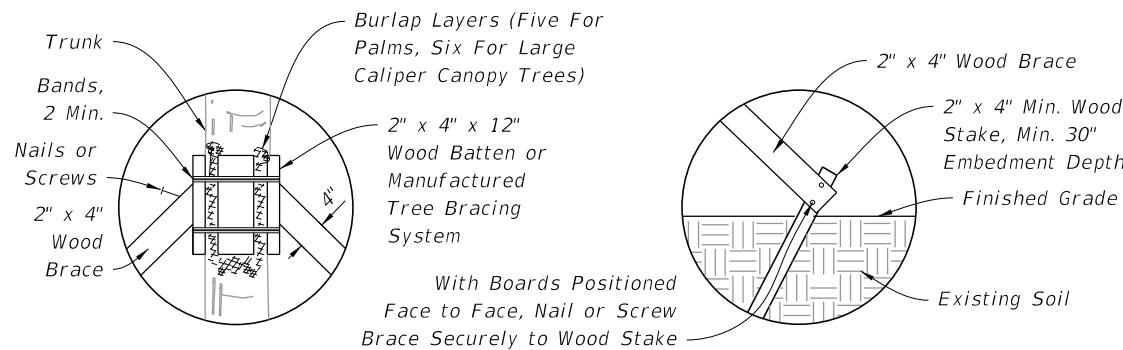 Trunk
Bands,
2 Min.
Nails or
Screws
2" x 4"
Wood
Brace
Burlap Layers (Five For
Palms, Six For Large
Caliper Canopy Trees)
2" x 4" x 12"
Wood Batten or
Manufactured
Tree Bracing
System
4"
2" x 4" Wood Brace
2" x 4" Min. Wood
Stake, Min. 30"
Embedment Depth
Finished Grade
Existing Soil
With Boards Positioned
Face to Face, Nail or Screw
Brace Securely to Wood Stake